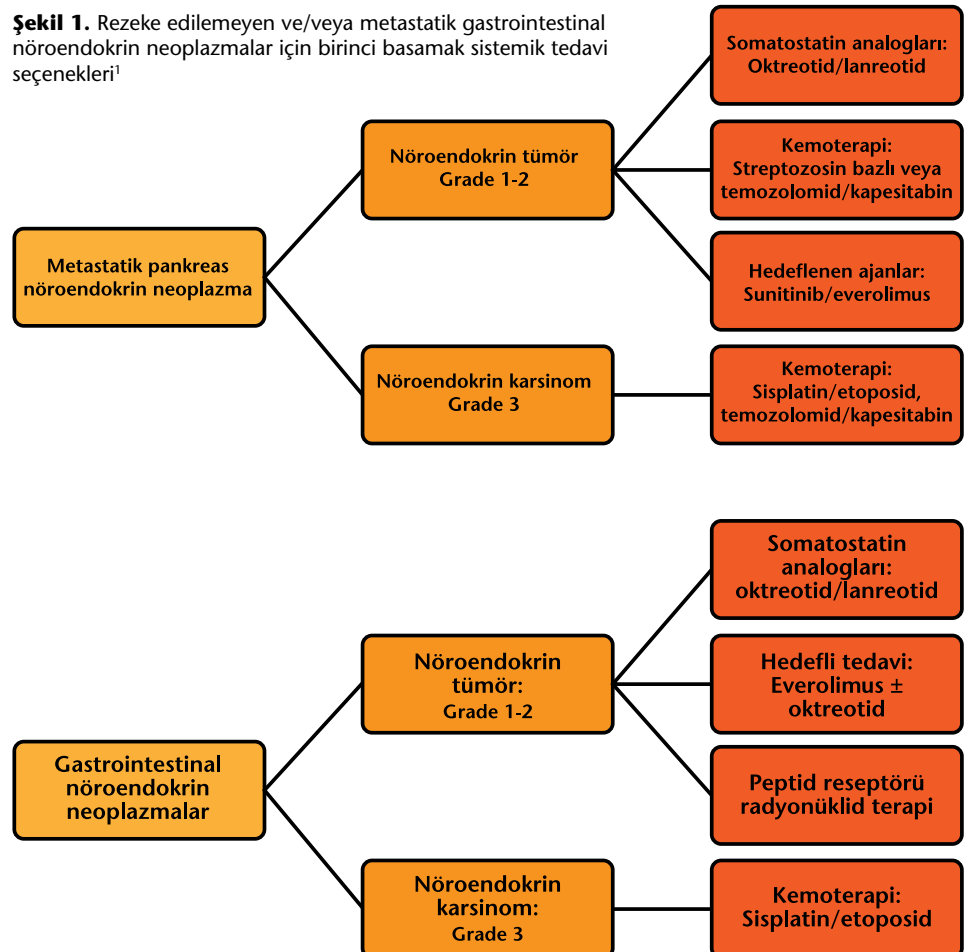 Şekil 1. Rezeke edilemeyen ve/veya metastatik gastrointestinal
nöroendokrin neoplazmalar için birinci basamak sistemik tedavi
seçenekleri¹
Metastatik pankreas
nöroendokrin neoplazma
Nöroendokrin tümör
Grade 1-2
Somatostatin analogları:
Oktreotid/lanreotid
Kemoterapi:
Streptozosin bazlı veya
temozolomid/kapesitabin
Hedeflenen ajanlar:
Sunitinib/everolimus
Nöroendokrin karsinom
Grade 3
Kemoterapi:
Sisplatin/etoposid,
temozolomid/kapesitabin
Gastrointestinal
nöroendokrin
neoplazmalar
Nöroendokrin
tümör:
Grade 1-2
Somatostatin
analogları:
oktreotid/lanreotid
Hedefli tedavi:
Everolimus ±
oktreotid
Peptid reseptörü
radyonüklid terapi
Nöroendokrin
karsinom:
Grade 3
Kemoterapi:
Sisplatin/etoposid